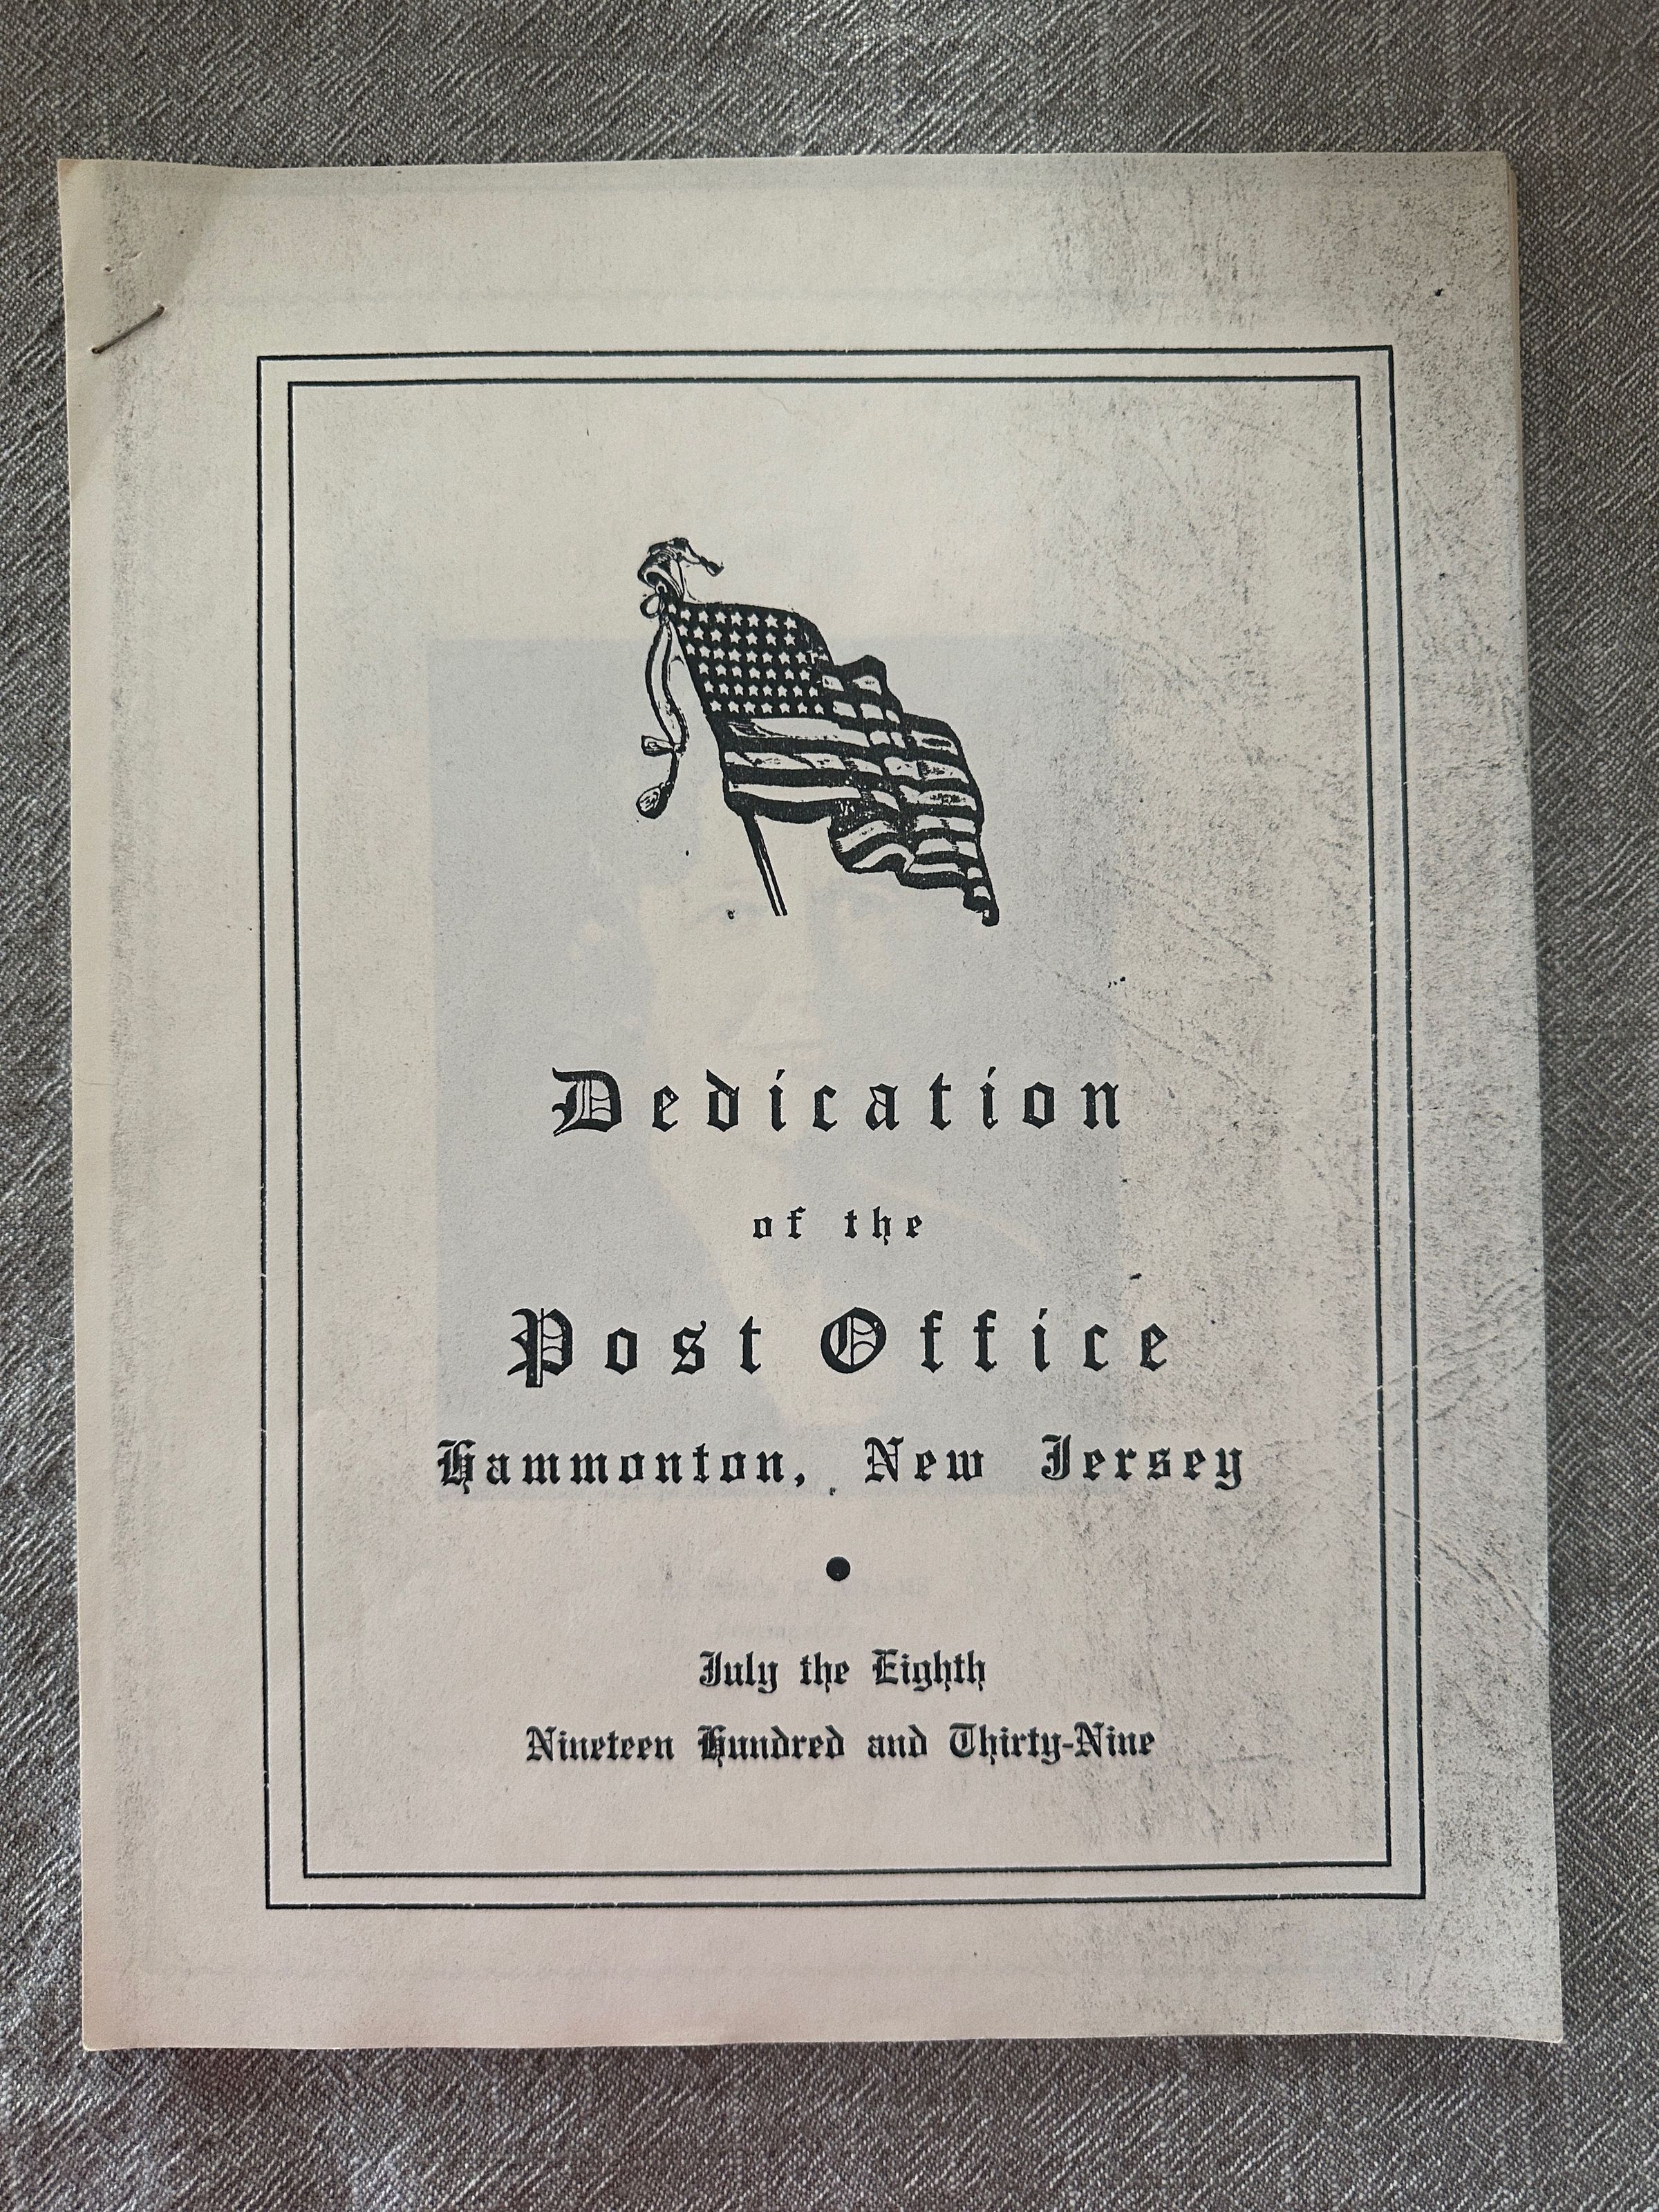 Dedication
of the
Post Office
Hammonton, New Jersey
July the Eighth
Nineteen Hundred and Thirty-Nine